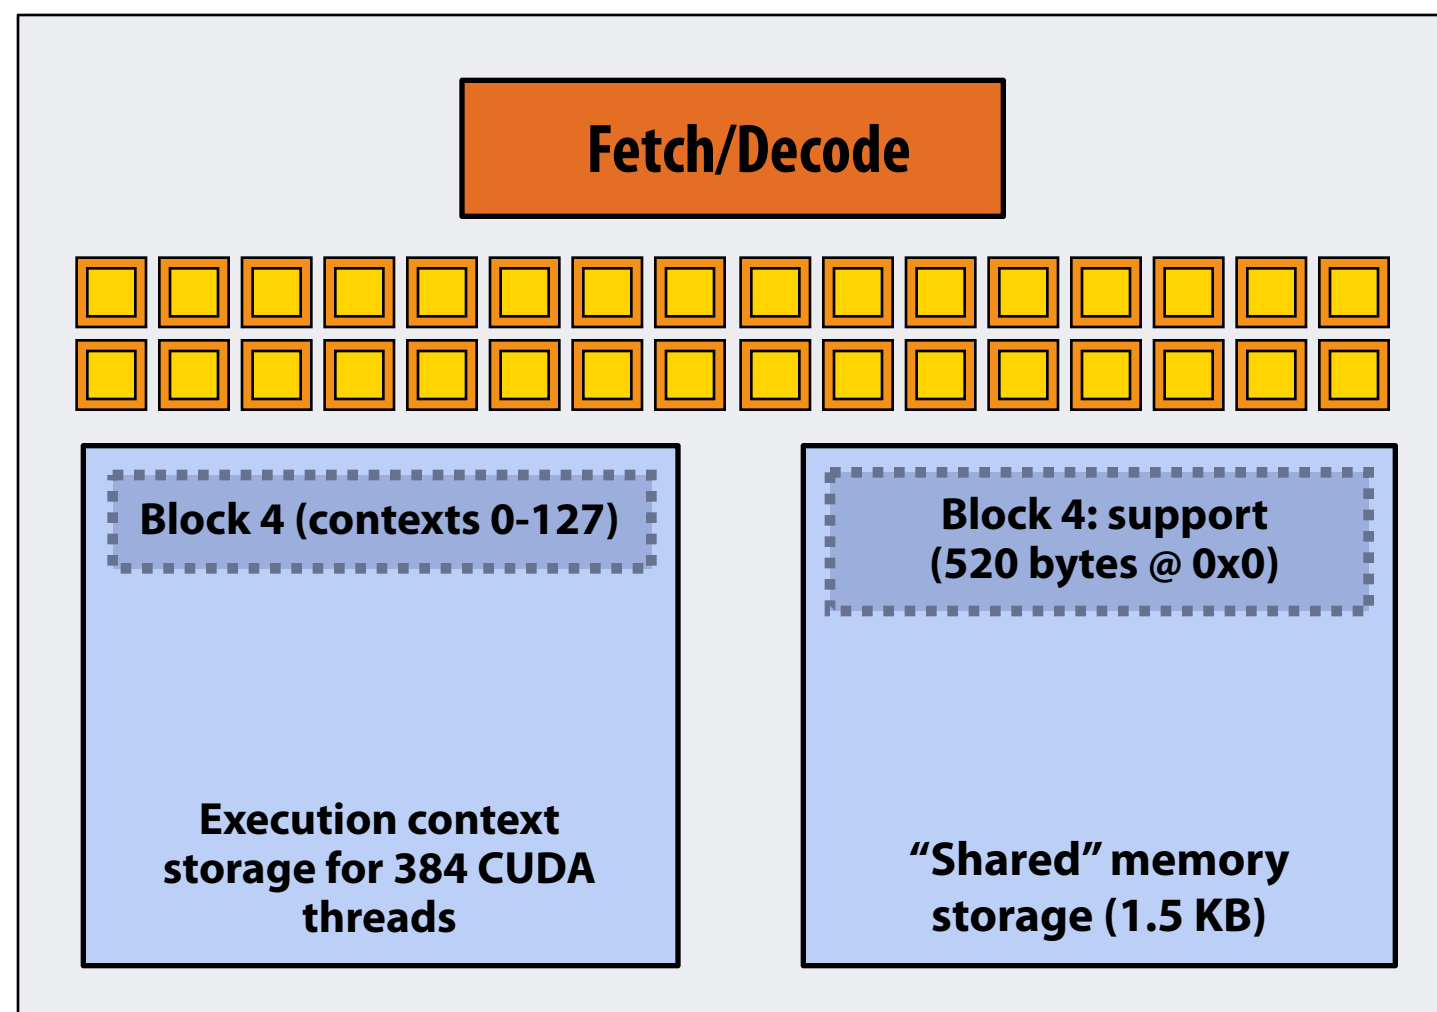 Fetch/Decode
Block 4 (contexts 0-127)
Execution context
storage for 384 CUDA
threads
Block 4: support
(520 bytes @ 0x0)
“Shared” memory
storage (1.5 KB)